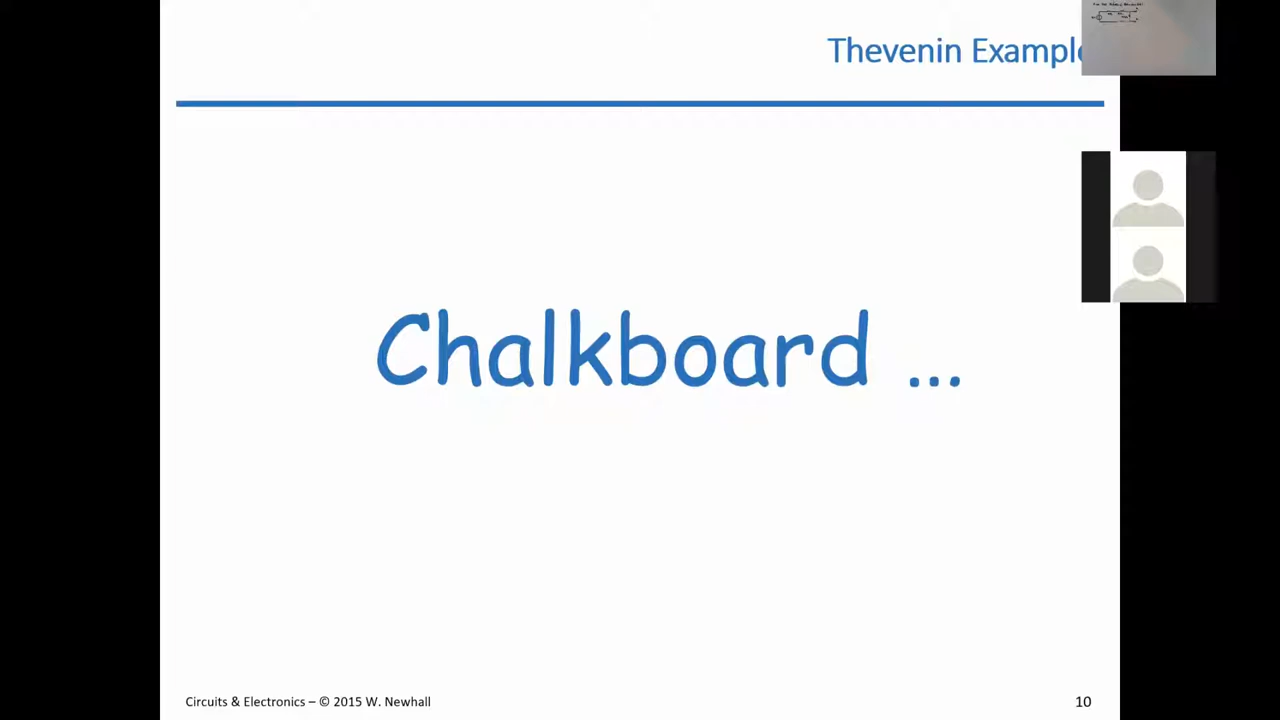 Thevenin Example
Chalkboard ...
Circuits & Electronics – © 2015 W. Newhall
10